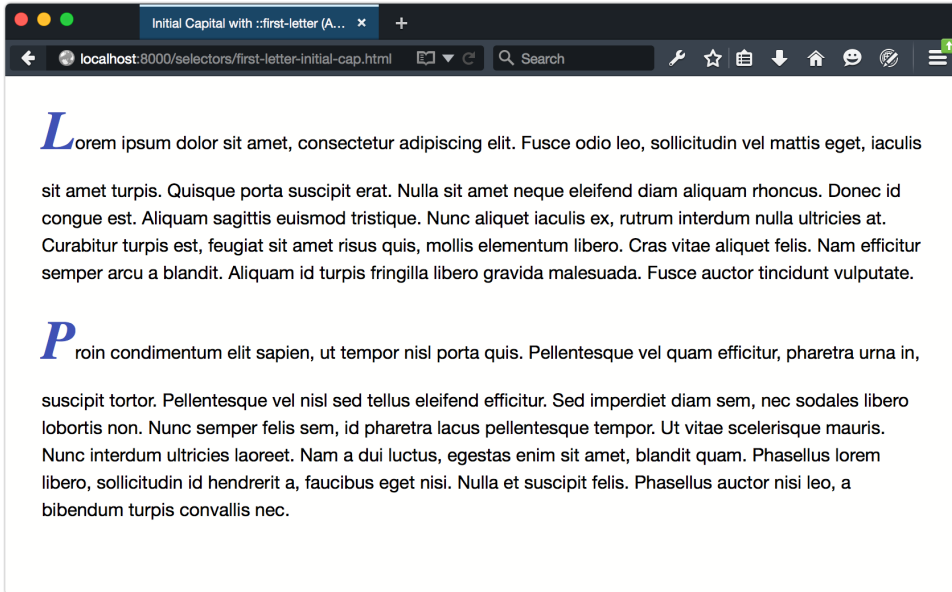 Initial Capital with ::first-letter (A...
localhost:8000/selectors/first-letter-initial-cap.html
Search
Lorem ipsum dolor sit amet, consectetur adipiscing elit. Fusce odio leo, sollicitudin vel mattis eget, iaculis
sit amet turpis. Quisque porta suscipit erat. Nulla sit amet neque eleifend diam aliquam rhoncus. Donec id
congue est. Aliquam sagittis euismod tristique. Nunc aliquet iaculis ex, rutrum interdum nulla ultricies at.
Curabitur turpis est, feugiat sit amet risus quis, mollis elementum libero. Cras vitae aliquet felis. Nam efficitur
semper arcu a blandit. Aliquam id turpis fringilla libero gravida malesuada. Fusce auctor tincidunt vulputate.
Proin condimentum elit sapien, ut tempor nisl porta quis. Pellentesque vel quam efficitur, pharetra urna in,
suscipit tortor. Pellentesque vel nisl sed tellus eleifend efficitur. Sed imperdiet diam sem, nec sodales libero
lobortis non. Nunc semper felis sem, id pharetra lacus pellentesque tempor. Ut vitae scelerisque mauris.
Nunc interdum ultricies laoreet. Nam a dui luctus, egestas enim sit amet, blandit quam. Phasellus lorem
libero, sollicitudin id hendrerit a, faucibus eget nisi. Nulla et suscipit felis. Phasellus auctor nisi leo, a
bibendum turpis convallis nec.